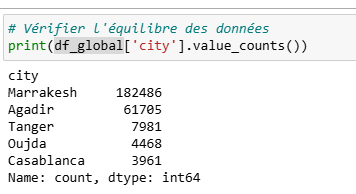 # Vérifier l'équilibre des données
print(df_global['city'].value_counts())
city
Marrakesh     182486
Agadir         61705
Tanger          7981
Oujda           4468
Casablanca      3961
Name: count, dtype: int64